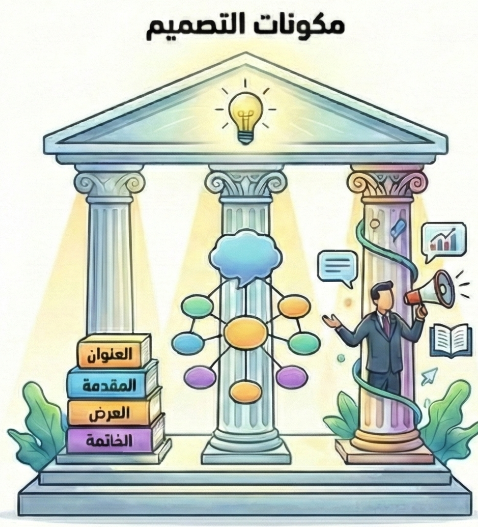 مكونات التصميم
العنوان
المقدمة
العرض
الخاتمة